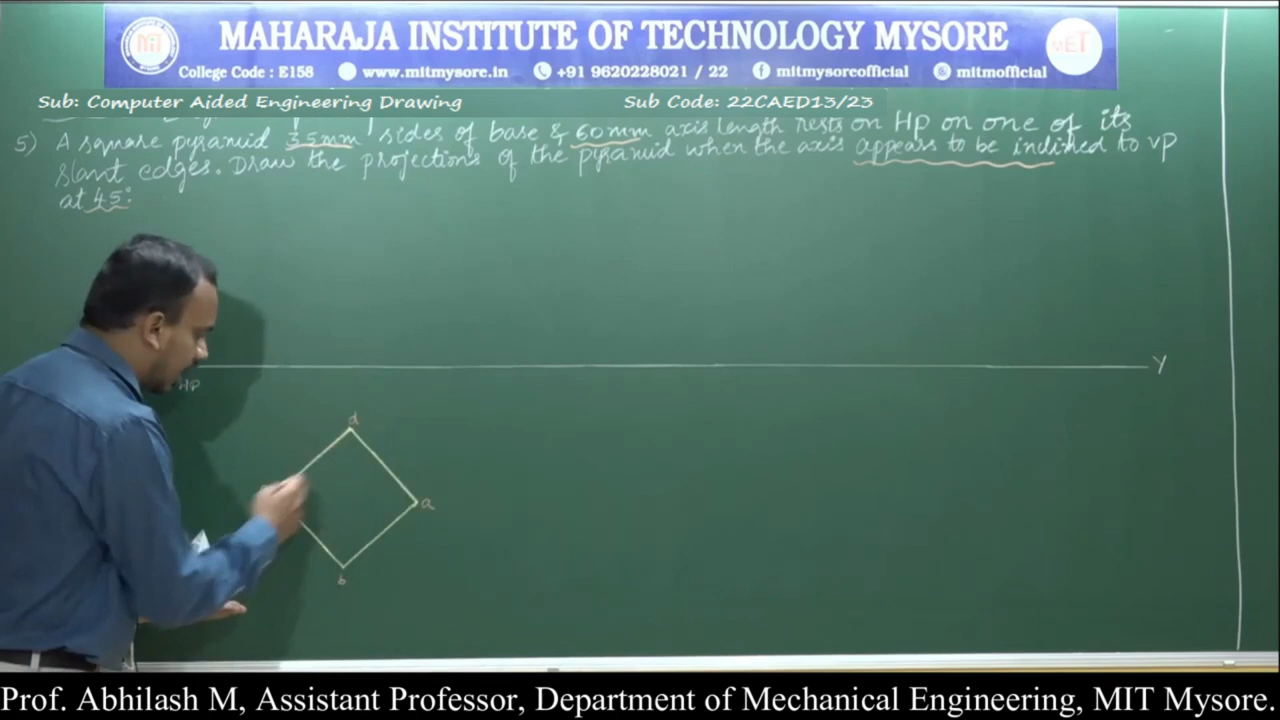 MAHARAJA INSTITUTE OF TECHNOLOGY MYSORE
College Code : E158 www.mitmysore.in +91 9620228021 / 22 mitmysoreofficial mitmofficial
MiT
MET
Sub: Computer Aided Engineering Drawing Sub Code: 22CAED13/23
5) A square pyramid 35mm sides of base & 60mm axis length rests on HP on one of its
slant edges. Draw the projections of the pyramid when the axis appears to be inclined to VP
at 45°.
Y
HP
d
a
b
Prof. Abhilash M, Assistant Professor, Department of Mechanical Engineering, MIT Mysore.